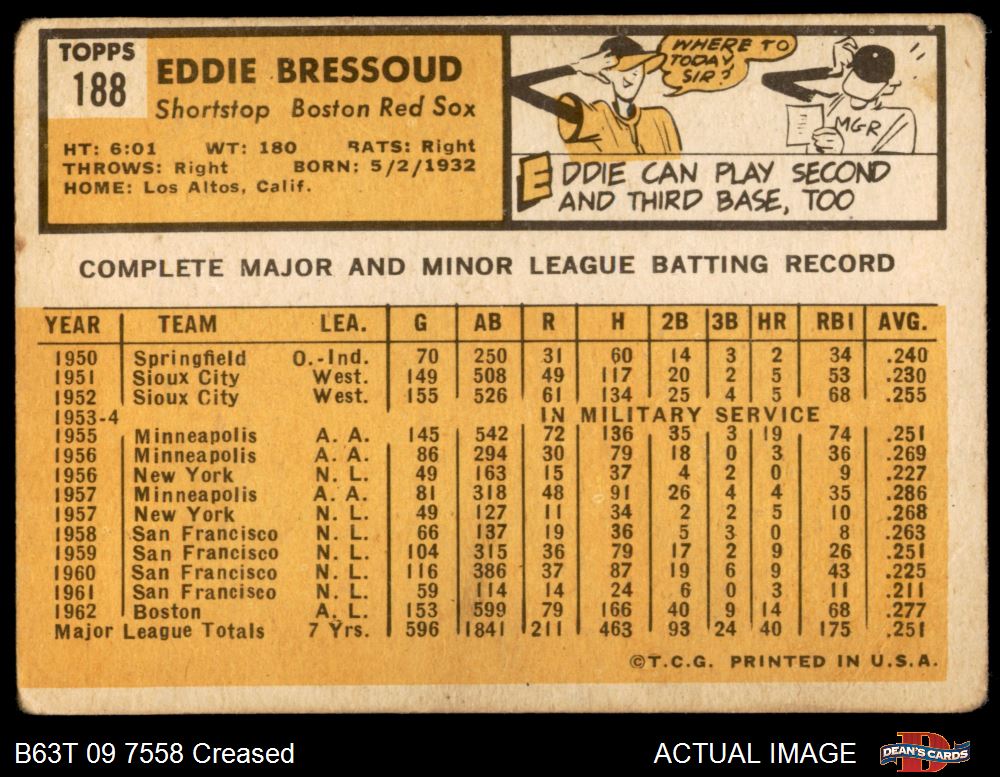 TOPPS
188
EDDIE BRESSOUD
Shortstop Boston Red Sox
HT: 6:01 WT: 180 BATS: Right
THROWS: Right BORN: 5/2/1932
HOME: Los Altos, Calif.
WHERE TO
TODAY,
SIR?
MGR
EDDIE CAN PLAY SECOND
AND THIRD BASE, TOO
COMPLETE MAJOR AND MINOR LEAGUE BATTING RECORD
YEAR TEAM LEA. G AB R H 2B 3B HR RBI AVG.
1950 Springfield O.-Ind. 70 250 31 60 14 3 2 34 .240
1951 Sioux City West. 149 508 49 117 20 2 5 53 .230
1952 Sioux City West. 155 526 61 134 25 4 5 68 .255
1953-4 IN MILITARY SERVICE
1955 Minneapolis A. A. 145 542 72 136 35 3 19 74 .251
1956 Minneapolis A. A. 86 294 30 79 18 0 3 36 .269
1956 New York N. L. 49 163 15 37 4 2 0 9 .227
1957 Minneapolis A. A. 81 318 48 91 26 4 4 35 .286
1957 New York N. L. 49 127 11 34 2 2 5 10 .268
1958 San Francisco N. L. 66 137 19 36 5 3 0 8 .263
1959 San Francisco N. L. 104 315 36 79 17 2 9 26 .251
1960 San Francisco N. L. 116 386 37 87 19 6 9 43 .225
1961 San Francisco N. L. 59 114 14 24 6 0 3 11 .211
1962 Boston A. L. 153 599 79 166 40 9 14 68 .277
Major League Totals 7 Yrs. 596 1841 211 463 93 24 40 175 .251
©T.C.G. PRINTED IN U.S.A.
B63T 09 7558 Creased
ACTUAL IMAGE
DEAN'S CARDS